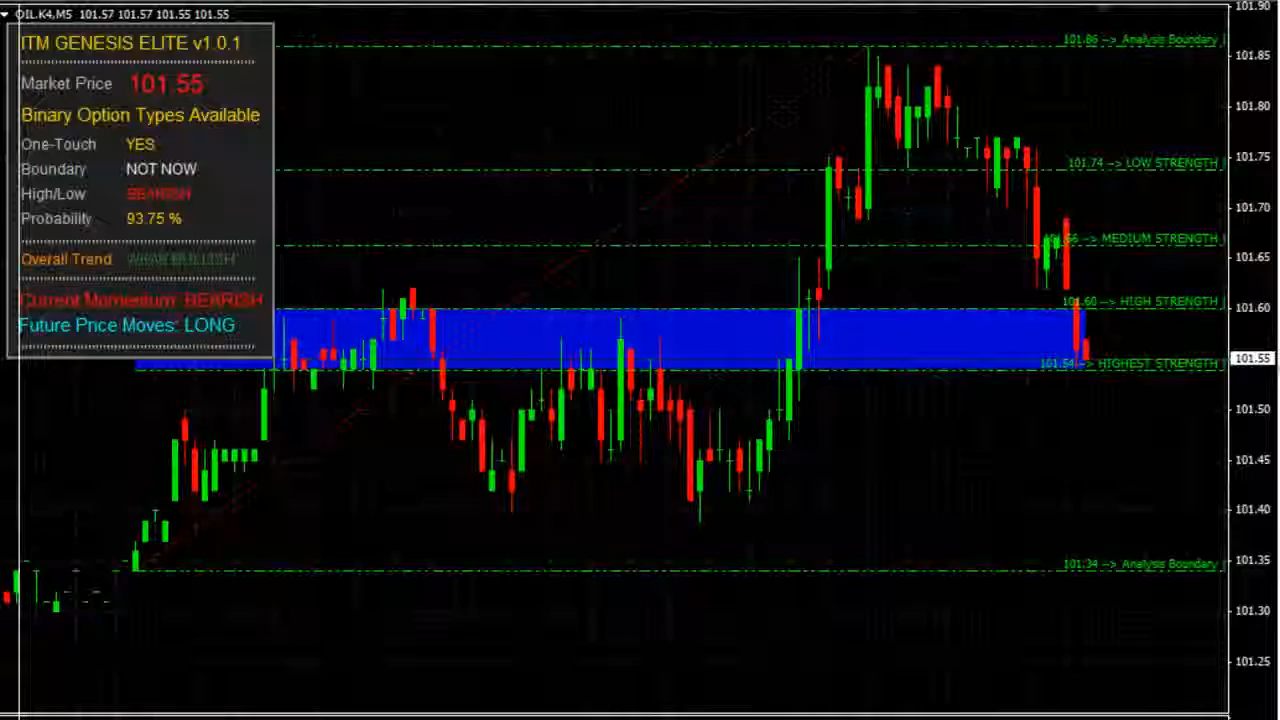 OIL.K4,M5 101.57 101.57 101.55 101.55
ITM GENESIS ELITE v1.0.1
Market Price 101.55
Binary Option Types Available
One-Touch YES
Boundary NOT NOW
High/Low BEARISH
Probability 93.75 %
Overall Trend WEAK BULLISH
Current Momentum: BEARISH
Future Price Moves: LONG
101.86 --> Analysis Boundary |
101.74 --> LOW STRENGTH |
101.66 --> MEDIUM STRENGTH |
101.60 --> HIGH STRENGTH |
101.54 --> HIGHEST STRENGTH |
101.34 --> Analysis Boundary |
101.90
101.85
101.80
101.75
101.70
101.65
101.60
101.55
101.50
101.45
101.40
101.35
101.30
101.25